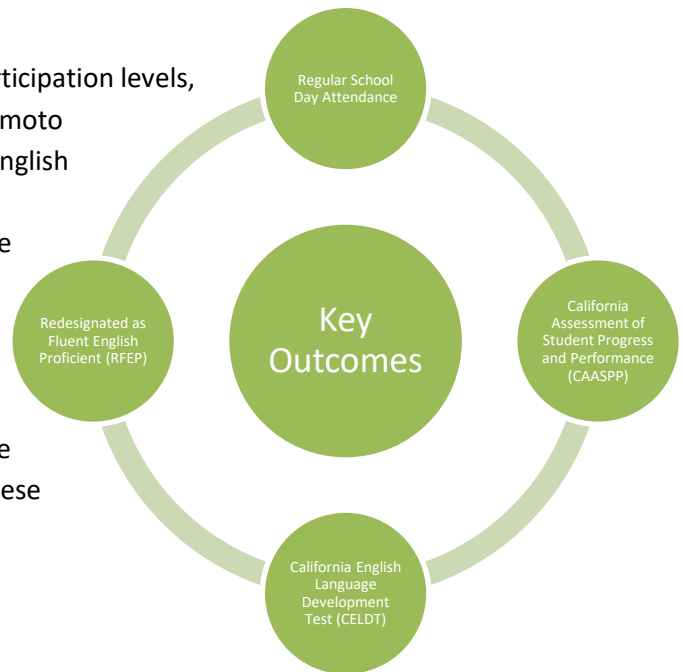 rticipation levels,
moto
nglish
e
e
ese
Regular School
Day Attendance
Redesignated as
Fluent English
Proficient (RFEP)
Key
Outcomes
California
Assessment of
Student Progress
and Performance
(CAASPP)
California English
Language
Development
Test (CELDT)